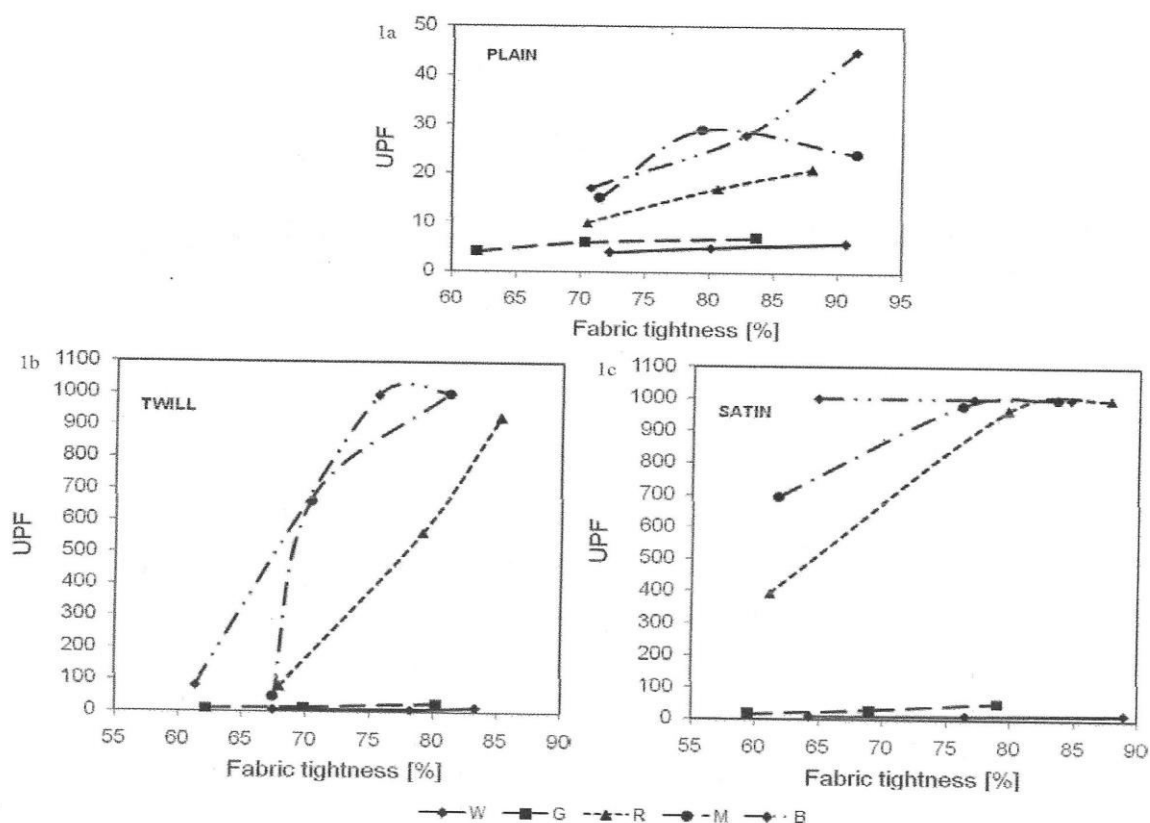 1a
PLAIN
50
40
30
20
10
0
UPF
60 65 70 75 80 85 90 95
Fabric tightness [%]
1b
TWILL
1100
1000
900
800
700
600
500
400
300
200
100
0
UPF
55 60 65 70 75 80 85 90
Fabric tightness [%]
1c
SATIN
1100
1000
900
800
700
600
500
400
300
200
100
0
UPF
55 60 65 70 75 80 85 90
Fabric tightness [%]
W G R M B